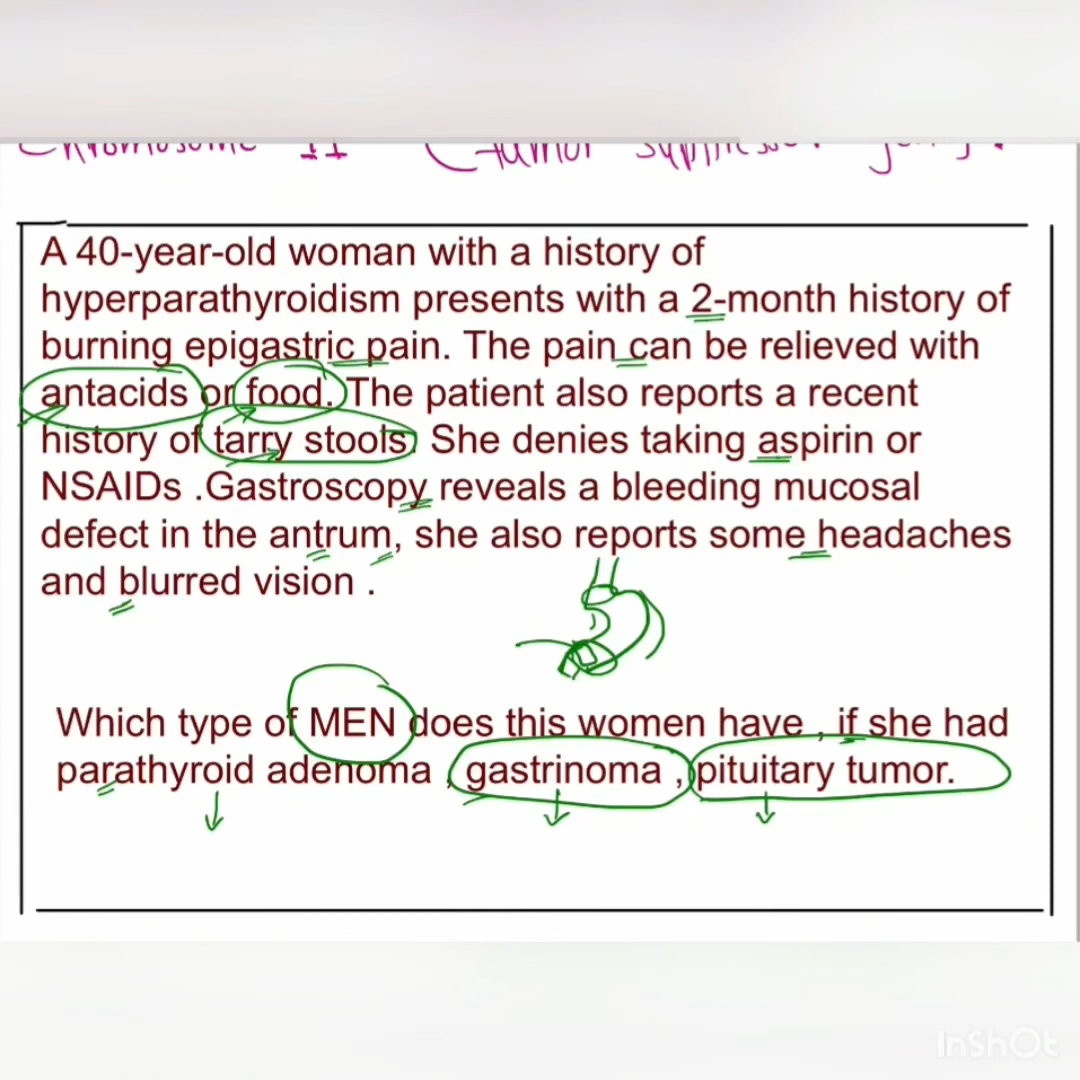 Chromosome 11 (tumor
A 40-year-old woman with a history of
hyperparathyroidism presents with a 2-month history of
burning epigastric pain. The pain can be relieved with
antacids or food. The patient also reports a recent
history of tarry stools. She denies taking aspirin or
NSAIDs .Gastroscopy reveals a bleeding mucosal
defect in the antrum, she also reports some headaches
and blurred vision .
Which type of MEN does this women have , if she had
parathyroid adenoma , gastrinoma , pituitary tumor.
InShOt